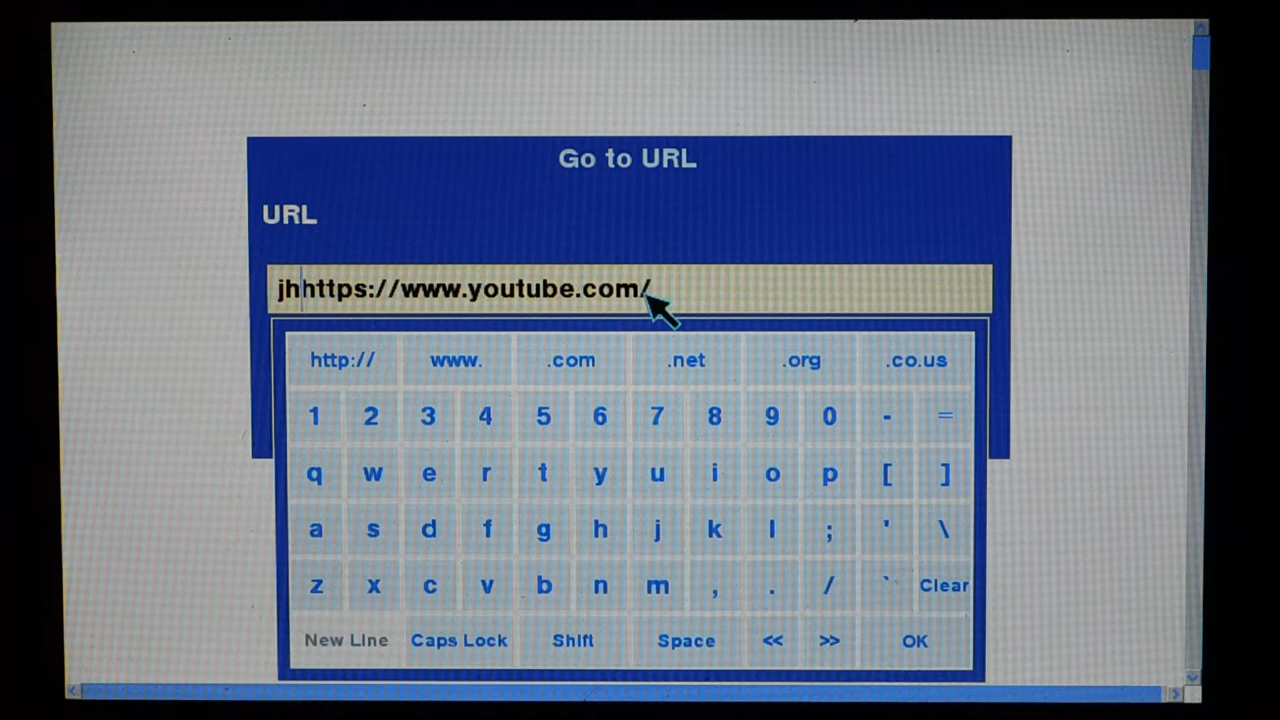 Go to URL
URL
jhhttps://www.youtube.com/
http:// www. .com .net .org .co.us
1 2 3 4 5 6 7 8 9 0 - =
q w e r t y u i o p [ ]
a s d f g h j k l ; ' \
z x c v b n m , . / ` Clear
New Line Caps Lock Shift Space << >> OK